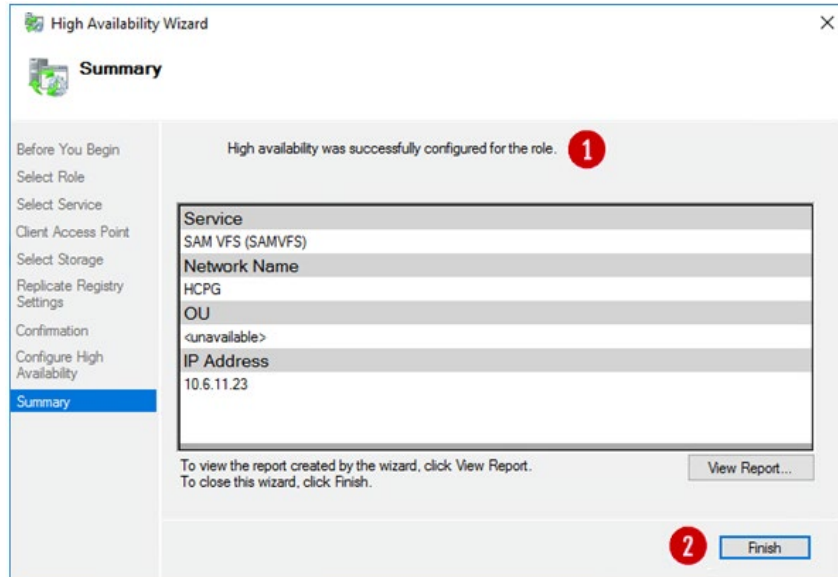 High Availability Wizard
Summary
Before You Begin
Select Role
Select Service
Client Access Point
Select Storage
Replicate Registry
Settings
Confirmation
Configure High
Availability
Summary
High availability was successfully configured for the role.
1
Service
SAM VFS (SAMVFS)
Network Name
HCPG
OU
<unavailable>
IP Address
10.6.11.23
To view the report created by the wizard, click View Report.
To close this wizard, click Finish.
View Report...
2
Finish